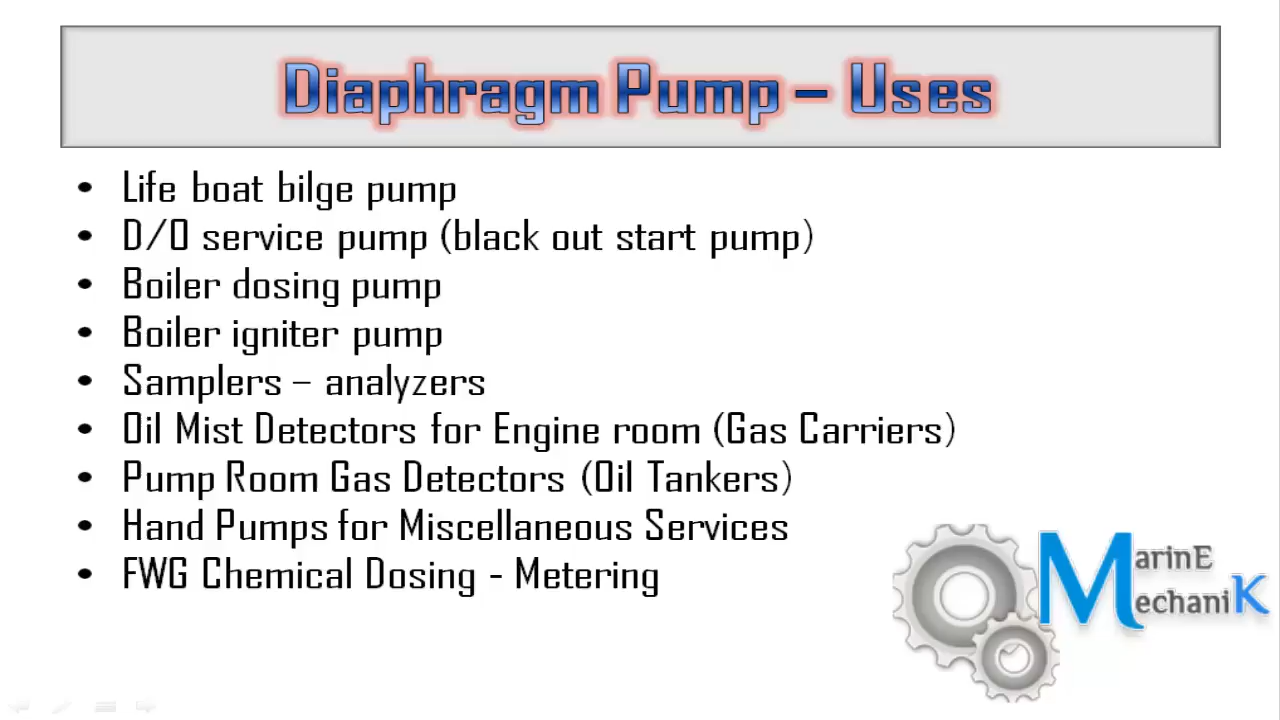 Diaphragm Pump – Uses
• Life boat bilge pump
• D/O service pump (black out start pump)
• Boiler dosing pump
• Boiler igniter pump
• Samplers – analyzers
• Oil Mist Detectors for Engine room (Gas Carriers)
• Pump Room Gas Detectors (Oil Tankers)
• Hand Pumps for Miscellaneous Services
• FWG Chemical Dosing - Metering
MarinE
MechaniK